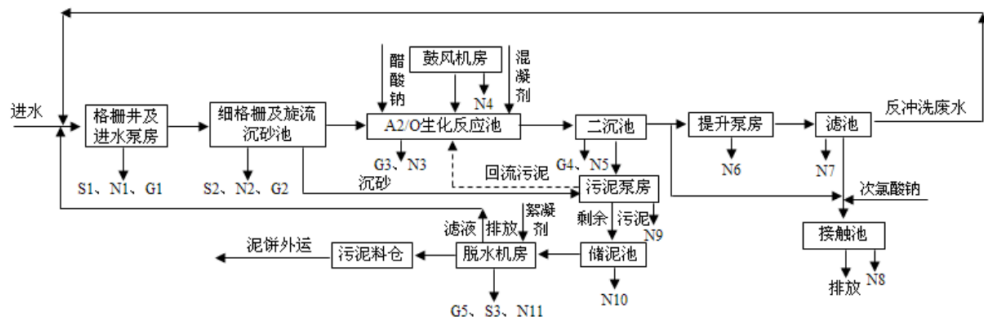 醋酸钠
鼓风机房
混凝剂
N4
进水
格栅井及
进水泵房
细格栅及旋流
沉砂池
A2/O生化反应池
二沉池
提升泵房
滤池
反冲洗废水
S1、N1、G1
S2、N2、G2
G3、N3
G4、N5
N6
N7
沉砂
回流污泥
污泥泵房
次氯酸钠
滤液
排放
絮凝剂
剩余
污泥
N9
接触池
泥饼外运
污泥料仓
脱水机房
储泥池
排放
N8
G5、S3、N11
N10